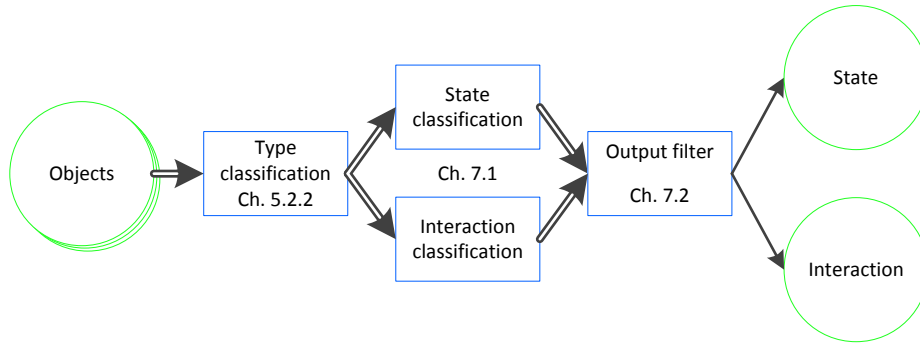 Objects
Type
classification
Ch. 5.2.2
State
classification
Ch. 7.1
Interaction
classification
Output filter
Ch. 7.2
State
Interaction